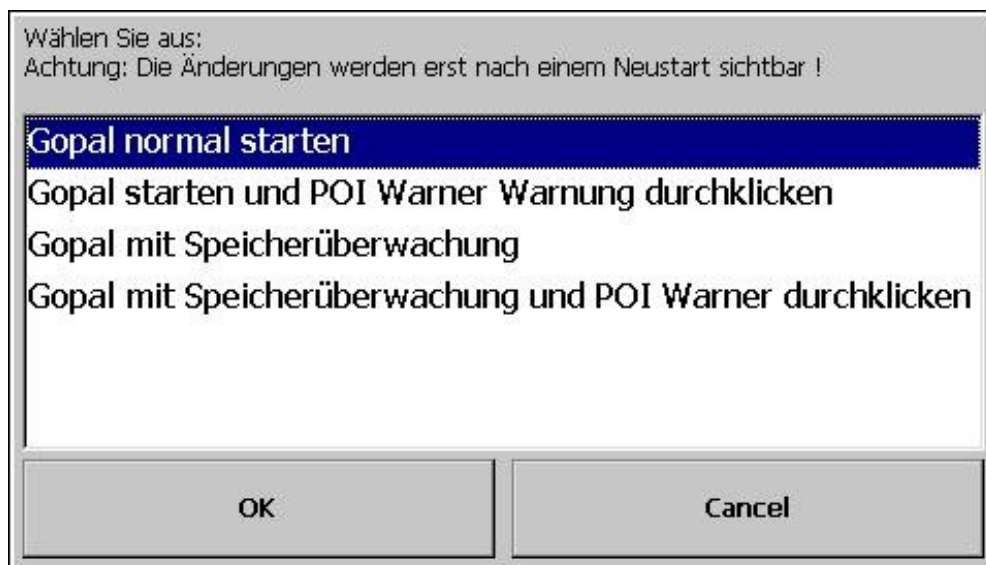 Wählen Sie aus:
Achtung: Die Änderungen werden erst nach einem Neustart sichtbar !
Gopal normal starten
Gopal starten und POI Warner Warnung durchklicken
Gopal mit Speicherüberwachung
Gopal mit Speicherüberwachung und POI Warner durchklicken
OK
Cancel